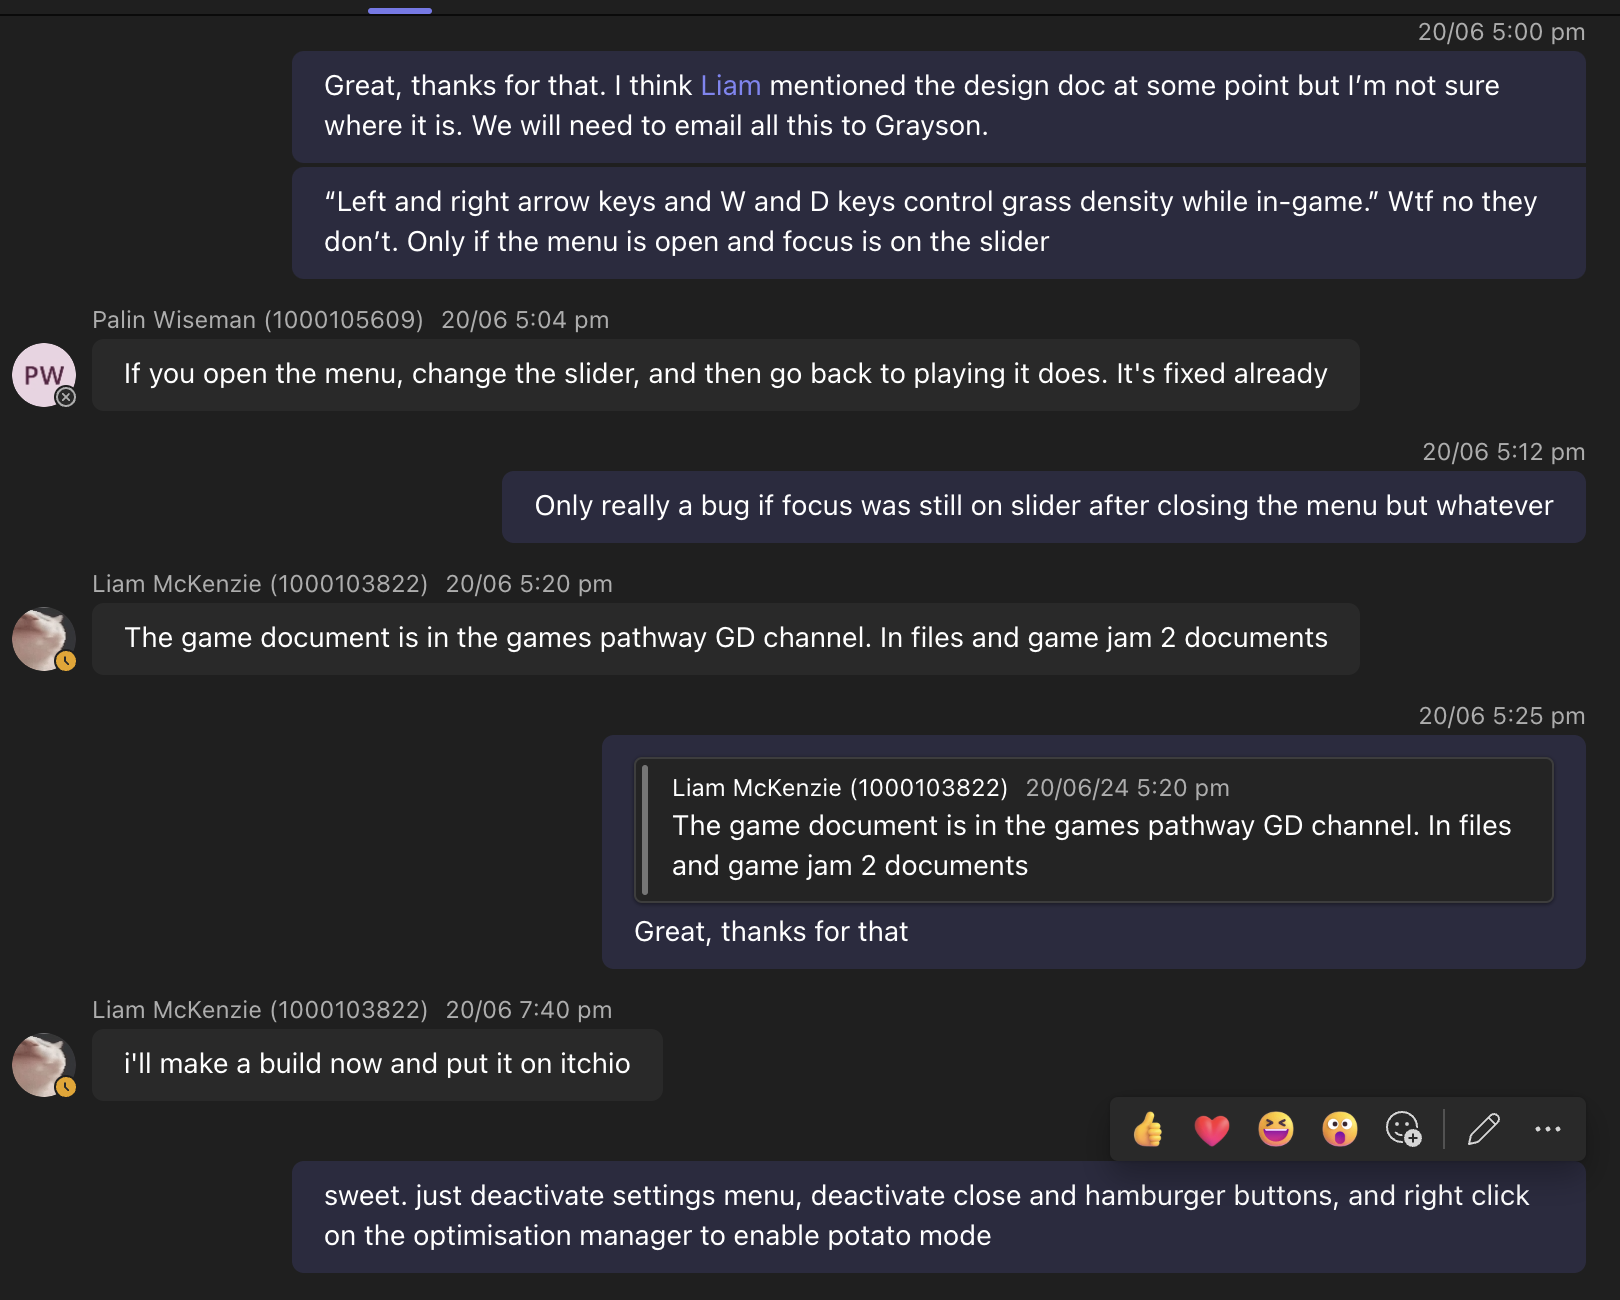 20/06 5:00 pm
Great, thanks for that. I think Liam mentioned the design doc at some point but I’m not sure
where it is. We will need to email all this to Grayson.
“Left and right arrow keys and W and D keys control grass density while in-game.” Wtf no they
don’t. Only if the menu is open and focus is on the slider
Palin Wiseman (1000105609) 20/06 5:04 pm
PW
If you open the menu, change the slider, and then go back to playing it does. It's fixed already
20/06 5:12 pm
Only really a bug if focus was still on slider after closing the menu but whatever
Liam McKenzie (1000103822) 20/06 5:20 pm
The game document is in the games pathway GD channel. In files and game jam 2 documents
20/06 5:25 pm
Liam McKenzie (1000103822) 20/06/24 5:20 pm
The game document is in the games pathway GD channel. In files
and game jam 2 documents
Great, thanks for that
Liam McKenzie (1000103822) 20/06 7:40 pm
i'll make a build now and put it on itchio
sweet. just deactivate settings menu, deactivate close and hamburger buttons, and right click
on the optimisation manager to enable potato mode